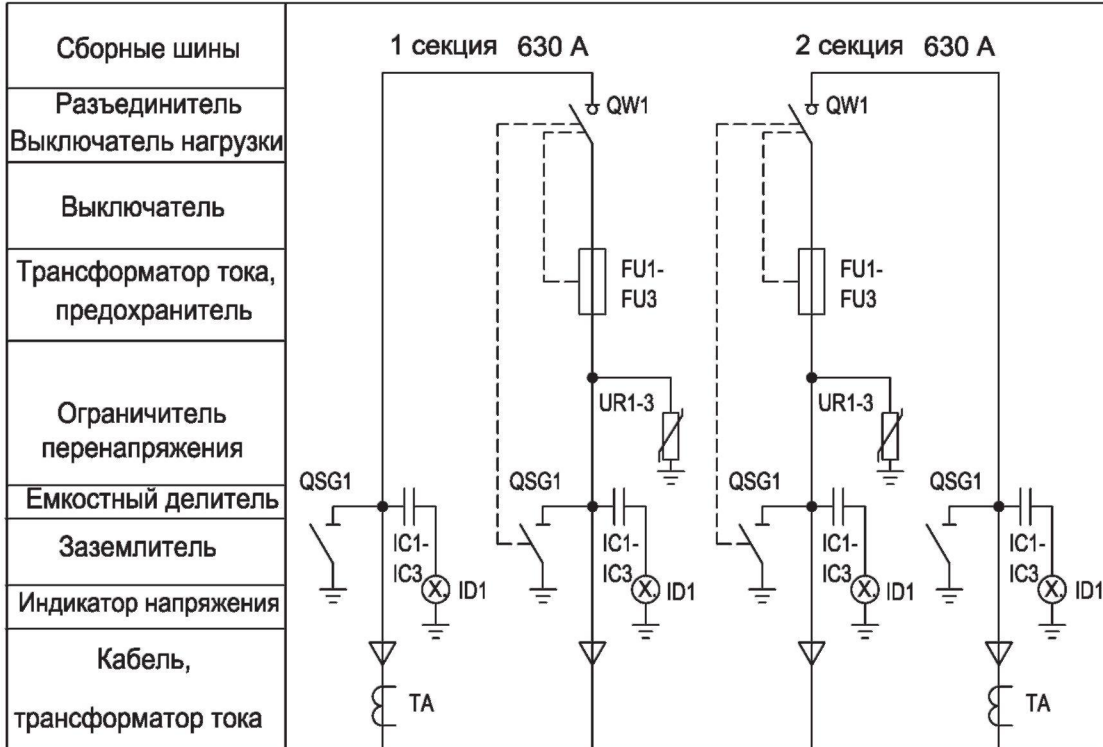 Сборные шины
Разъединитель
Выключатель нагрузки
Выключатель
Трансформатор тока,
предохранитель
Ограничитель
перенапряжения
Емкостный делитель
Заземлитель
Индикатор напряжения
Кабель,
трансформатор тока
1 секция 630 А
2 секция 630 А
QW1
QW1
FU1-
FU3
FU1-
FU3
UR1-3
UR1-3
QSG1
QSG1
QSG1
QSG1
IC1-
IC3
IC1-
IC3
IC1-
IC3
IC1-
IC3
ID1
ID1
ID1
ID1
TA
TA